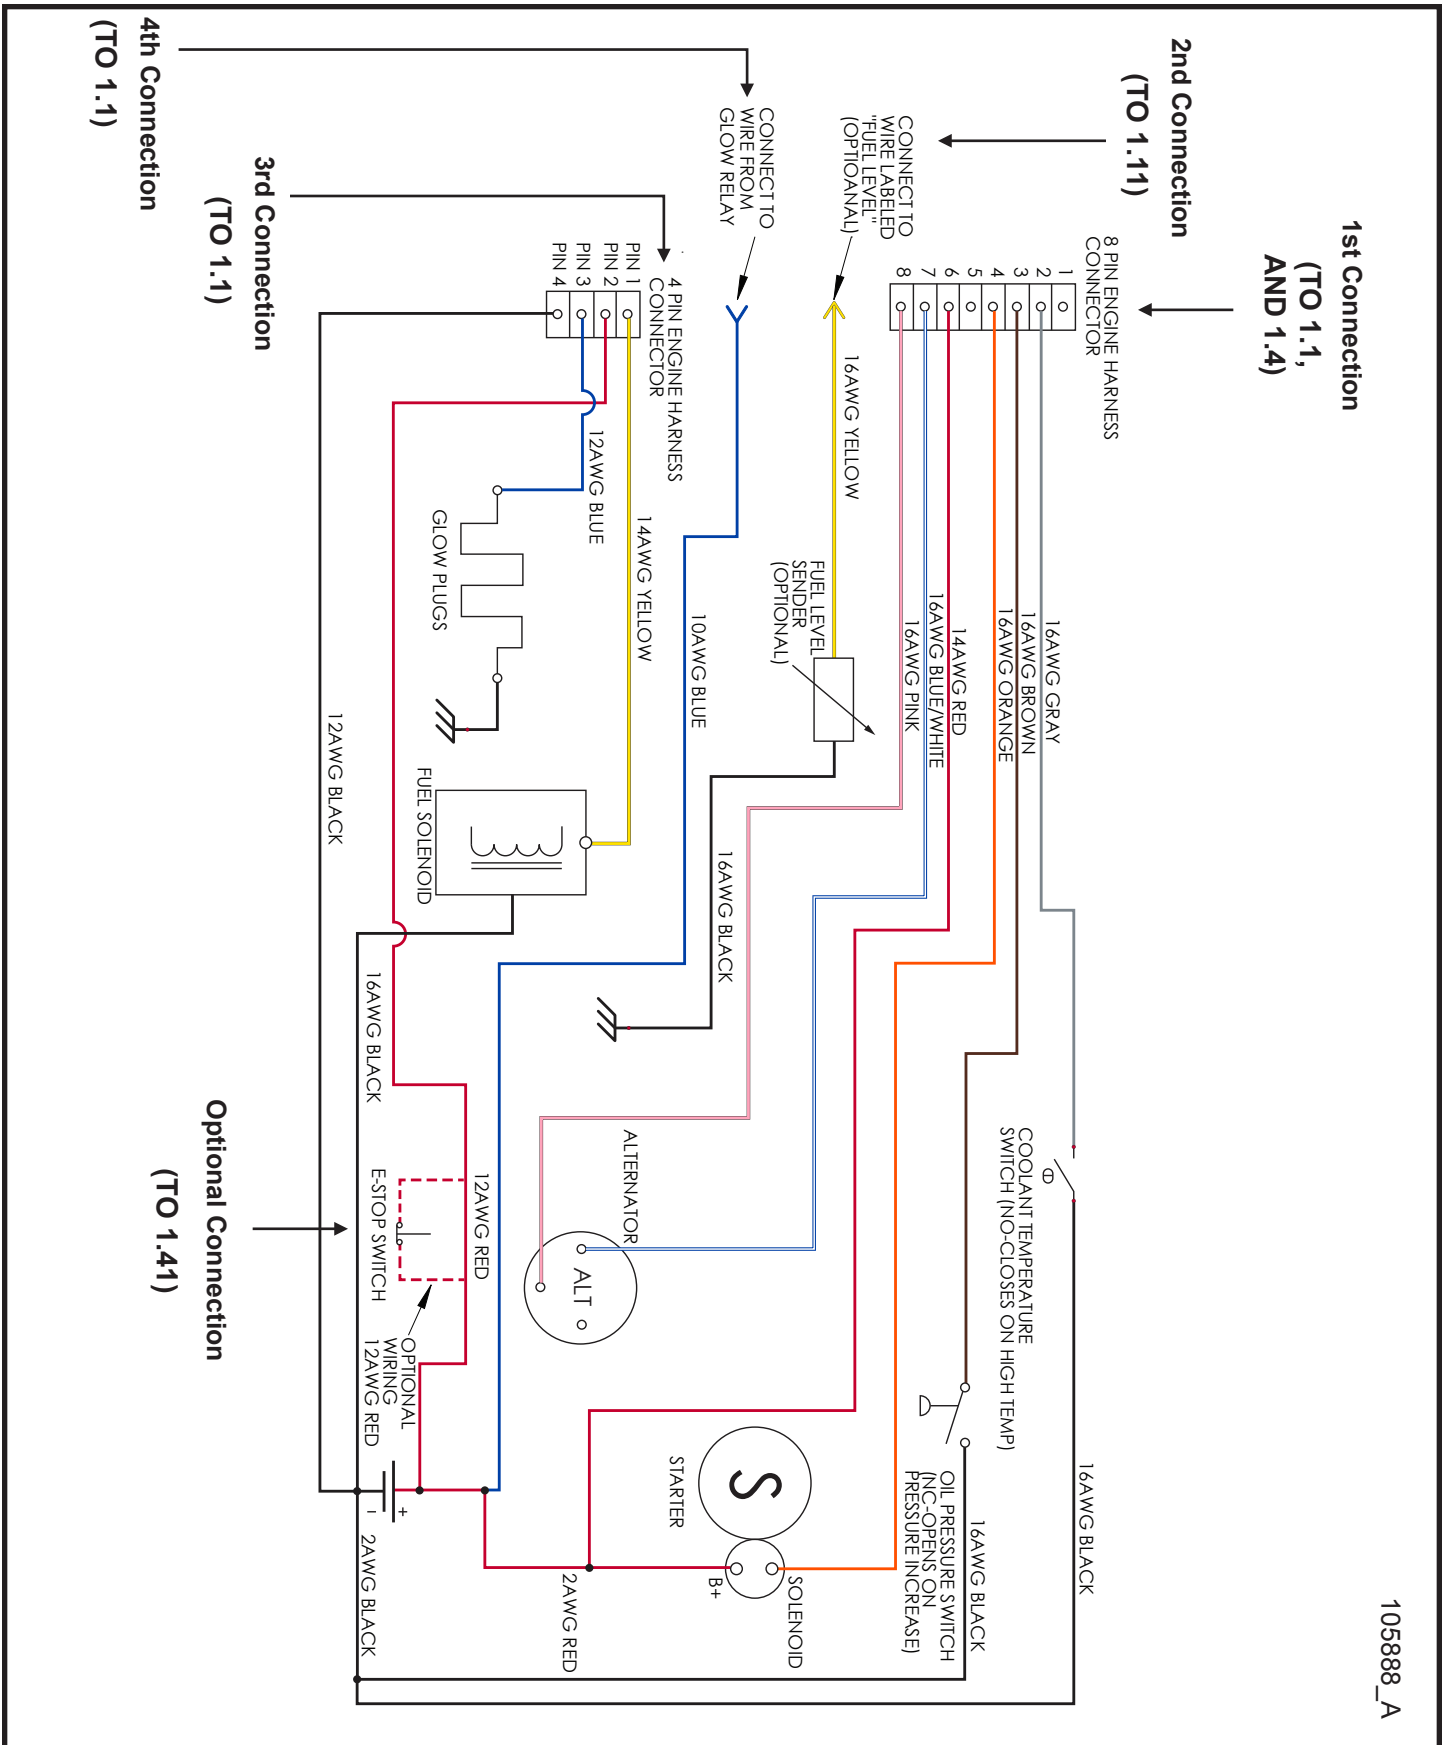 105888_A
1st Connection
(TO 1.1,
AND 1.4)
2nd Connection
(TO 1.11)
8 PIN ENGINE HARNESS
CONNECTOR
1
2
3
4
5
6
7
8
16AWG GRAY
16AWG BROWN
16AWG ORANGE
14AWG RED
16AWG BLUE/WHITE
16AWG PINK
COOLANT TEMPERATURE
SWITCH (NO-CLOSES ON HIGH TEMP)
16AWG BLACK
OIL PRESSURE SWITCH
(NC-OPENS ON
PRESSURE INCREASE)
16AWG BLACK
CONNECT TO
WIRE LABELED
"FUEL LEVEL"
(OPTIOANAL)
16AWG YELLOW
FUEL LEVEL
SENDER
(OPTIONAL)
16AWG BLACK
SOLENOID
B+
S
STARTER
2AWG RED
4th Connection
(TO 1.1)
CONNECT TO
WIRE FROM
GLOW RELAY
10AWG BLUE
ALTERNATOR
ALT
3rd Connection
(TO 1.1)
4 PIN ENGINE HARNESS
CONNECTOR
PIN 1
PIN 2
PIN 3
PIN 4
14AWG YELLOW
12AWG BLUE
GLOW PLUGS
FUEL SOLENOID
12AWG BLACK
16AWG BLACK
12AWG RED
E-STOP SWITCH
OPTIONAL
WIRING
12AWG RED
+
-
2AWG BLACK
Optional Connection
(TO 1.41)